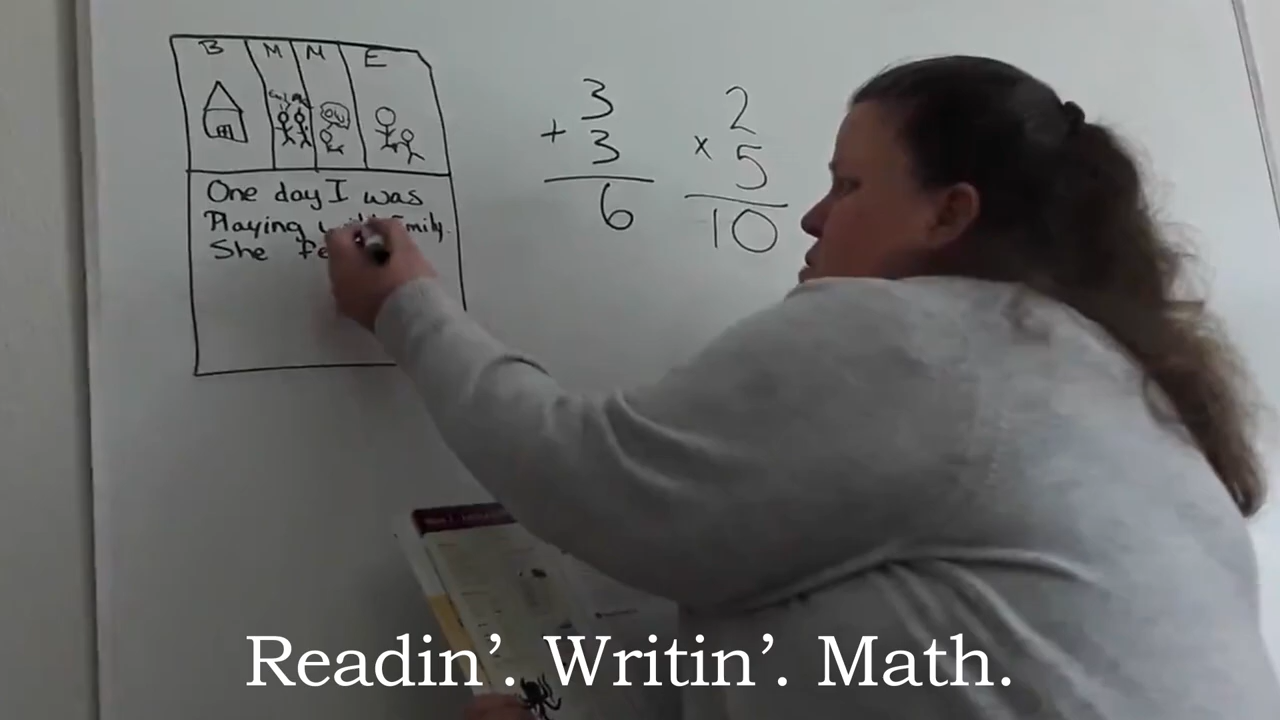 B M M E
One day I was
Playing
She
3
+ 3
6
2
x 5
10
Readin’. Writin’. Math.